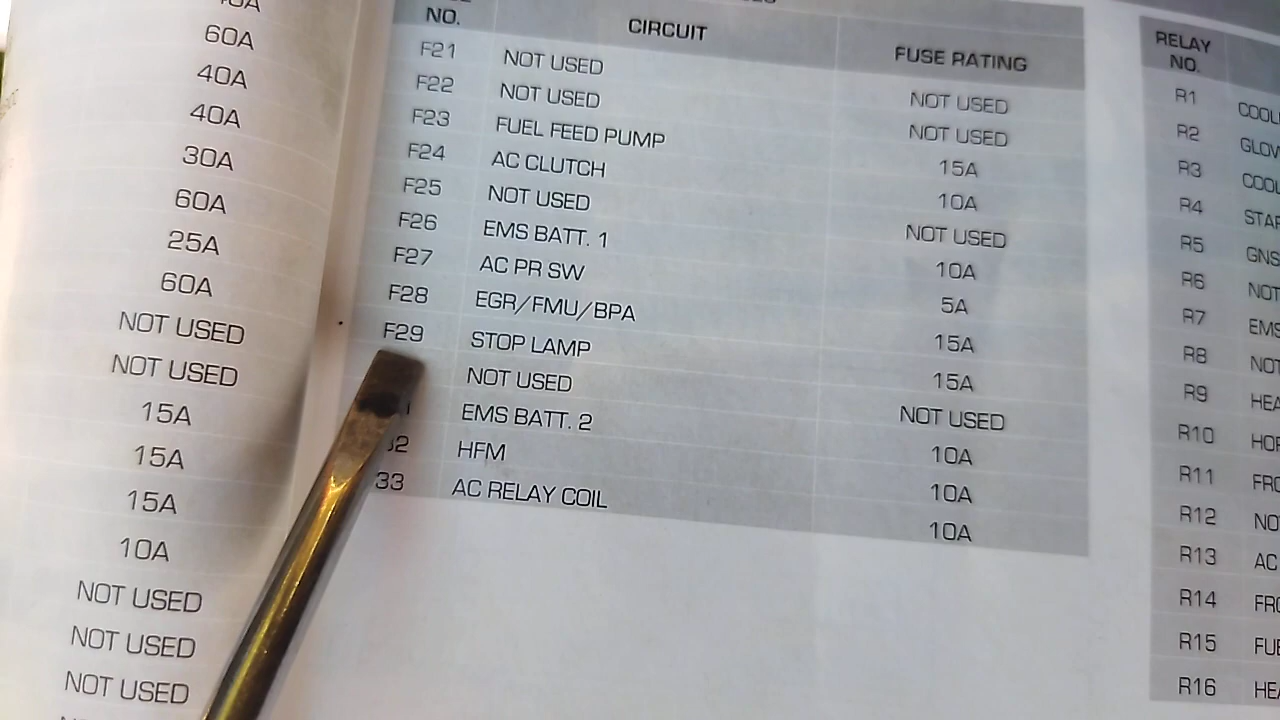 60A
40A
40A
30A
60A
25A
60A
NOT USED
NOT USED
15A
15A
15A
10A
NOT USED
NOT USED
NOT USED
NO. CIRCUIT FUSE RATING
F21 NOT USED NOT USED
F22 NOT USED NOT USED
F23 FUEL FEED PUMP 15A
F24 AC CLUTCH 10A
F25 NOT USED NOT USED
F26 EMS BATT. 1 10A
F27 AC PR SW 5A
F28 EGR/FMU/BPA 15A
F29 STOP LAMP 15A
NOT USED NOT USED
EMS BATT. 2 10A
HFM 10A
33 AC RELAY COIL 10A
RELAY
NO.
R1
R2
R3
R4
R5
R6
R7
R8
R9
R10
R11
R12
R13 AC
R14
R15
R16